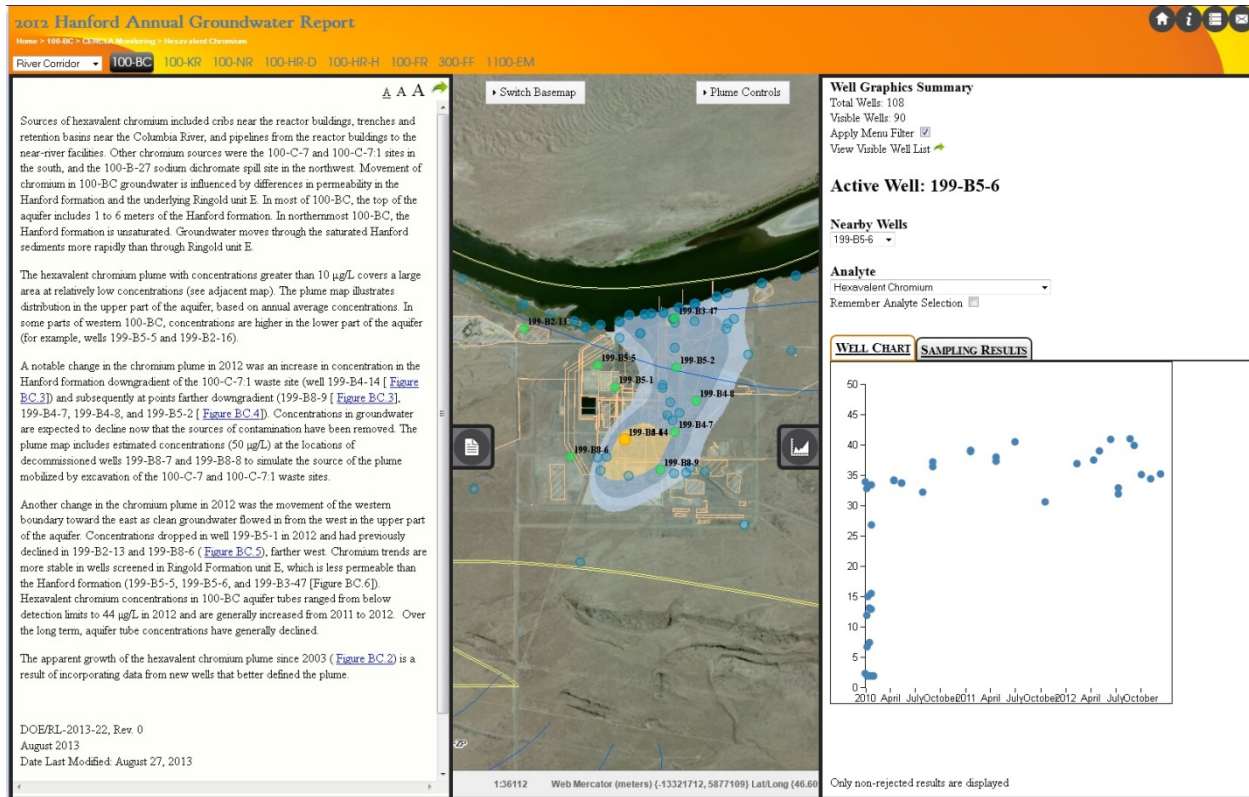 2012 Hanford Annual Groundwater Report
Home > 100-BC > CERCLA Monitoring > Hexavalent Chromium
River Corridor 100-BC 100-KR 100-NR 100-HR-D 100-HR-H 100-FR 300-FF 1100-EM
A A A
Sources of hexavalent chromium included cribs near the reactor buildings, trenches and
retention basins near the Columbia River, and pipelines from the reactor buildings to the
near-river facilities. Other chromium sources were the 100-C-7 and 100-C-7:1 sites in
the south, and the 100-B-27 sodium dichromate spill site in the northwest. Movement of
chromium in 100-BC groundwater is influenced by differences in permeability in the
Hanford formation and the underlying Ringold unit E. In most of 100-BC, the top of the
aquifer includes 1 to 6 meters of the Hanford formation. In northernmost 100-BC, the
Hanford formation is unsaturated. Groundwater moves through the saturated Hanford
sediments more rapidly than through Ringold unit E.
The hexavalent chromium plume with concentrations greater than 10 µg/L covers a large
area at relatively low concentrations (see adjacent map). The plume map illustrates
distribution in the upper part of the aquifer, based on annual average concentrations. In
some parts of western 100-BC, concentrations are higher in the lower part of the aquifer
(for example, wells 199-B5-5 and 199-B2-16).
A notable change in the chromium plume in 2012 was an increase in concentration in the
Hanford formation downgradient of the 100-C-7:1 waste site (well 199-B4-14 [ Figure
BC.3]) and subsequently at points farther downgradient (199-B8-9 [ Figure BC.3],
199-B4-7, 199-B4-8, and 199-B5-2 [ Figure BC.4]). Concentrations in groundwater
are expected to decline now that the sources of contamination have been removed. The
plume map includes estimated concentrations (50 µg/L) at the locations of
decommissioned wells 199-B8-7 and 199-B8-8 to simulate the source of the plume
mobilized by excavation of the 100-C-7 and 100-C-7:1 waste sites.
Another change in the chromium plume in 2012 was the movement of the western
boundary toward the east as clean groundwater flowed in from the west in the upper part
of the aquifer. Concentrations dropped in well 199-B5-1 in 2012 and had previously
declined in 199-B2-13 and 199-B8-6 ( Figure BC.5), farther west. Chromium trends are
more stable in wells screened in Ringold Formation unit E, which is less permeable than
the Hanford formation (199-B5-5, 199-B5-6, and 199-B3-47 [Figure BC.6]).
Hexavalent chromium concentrations in 100-BC aquifer tubes ranged from below
detection limits to 44 µg/L in 2012 and are generally increased from 2011 to 2012. Over
the long term, aquifer tube concentrations have generally declined.
The apparent growth of the hexavalent chromium plume since 2003 ( Figure BC.2) is a
result of incorporating data from new wells that better defined the plume.
DOE/RL-2013-22, Rev. 0
August 2013
Date Last Modified: August 27, 2013
Switch Basemap
Plume Controls
199-B3-47
199-B2-13
199-B5-5
199-B5-2
199-B5-1
199-B4-8
199-B4-7
199-B8-6
199-B8-9
-ZP
1:36112 Web Mercator (meters) {-13321712, 5877109} Lat/Long {46.60
Well Graphics Summary
Total Wells: 108
Visible Wells: 90
Apply Menu Filter
View Visible Well List
Active Well: 199-B5-6
Nearby Wells
199-B5-6
Analyte
Hexavalent Chromium
Remember Analyte Selection
Well Chart Sampling Results
50
45
40
35
30
25
20
15
10
5
0
2010 April July October 2011 April July October 2012 April July October
Only non-rejected results are displayed